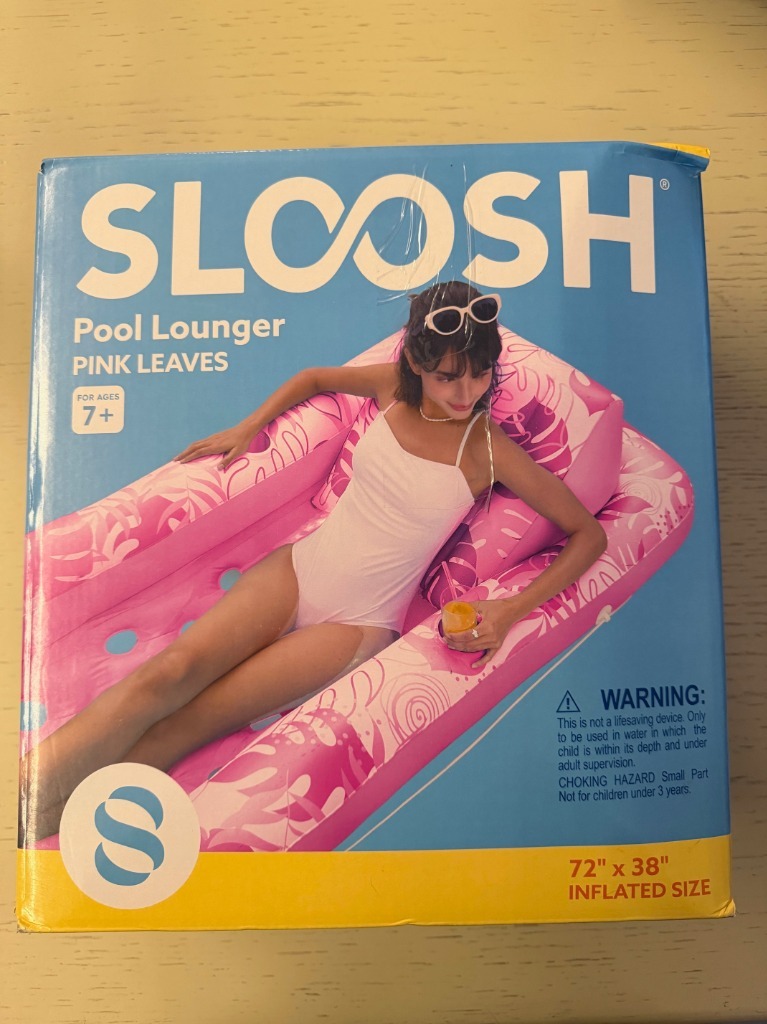 SLOOSH®
Pool Lounger
PINK LEAVES
FOR AGES
7+
WARNING:
This is not a lifesaving device. Only
to be used in water in which the
child is within its depth and under
adult supervision.
CHOKING HAZARD Small Part
Not for children under 3 years.
72" x 38"
INFLATED SIZE